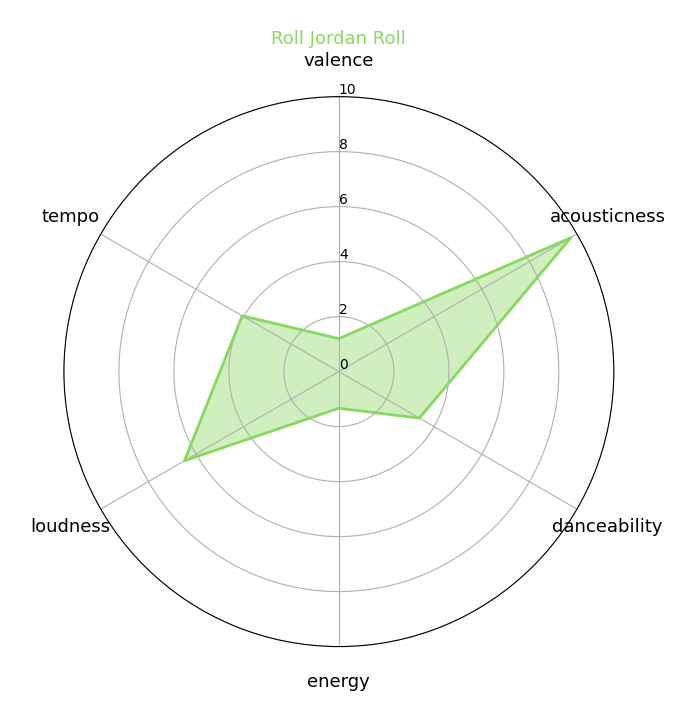 Roll Jordan Roll
valence
10
8
6
4
2
0
tempo
acousticness
loudness
danceability
energy